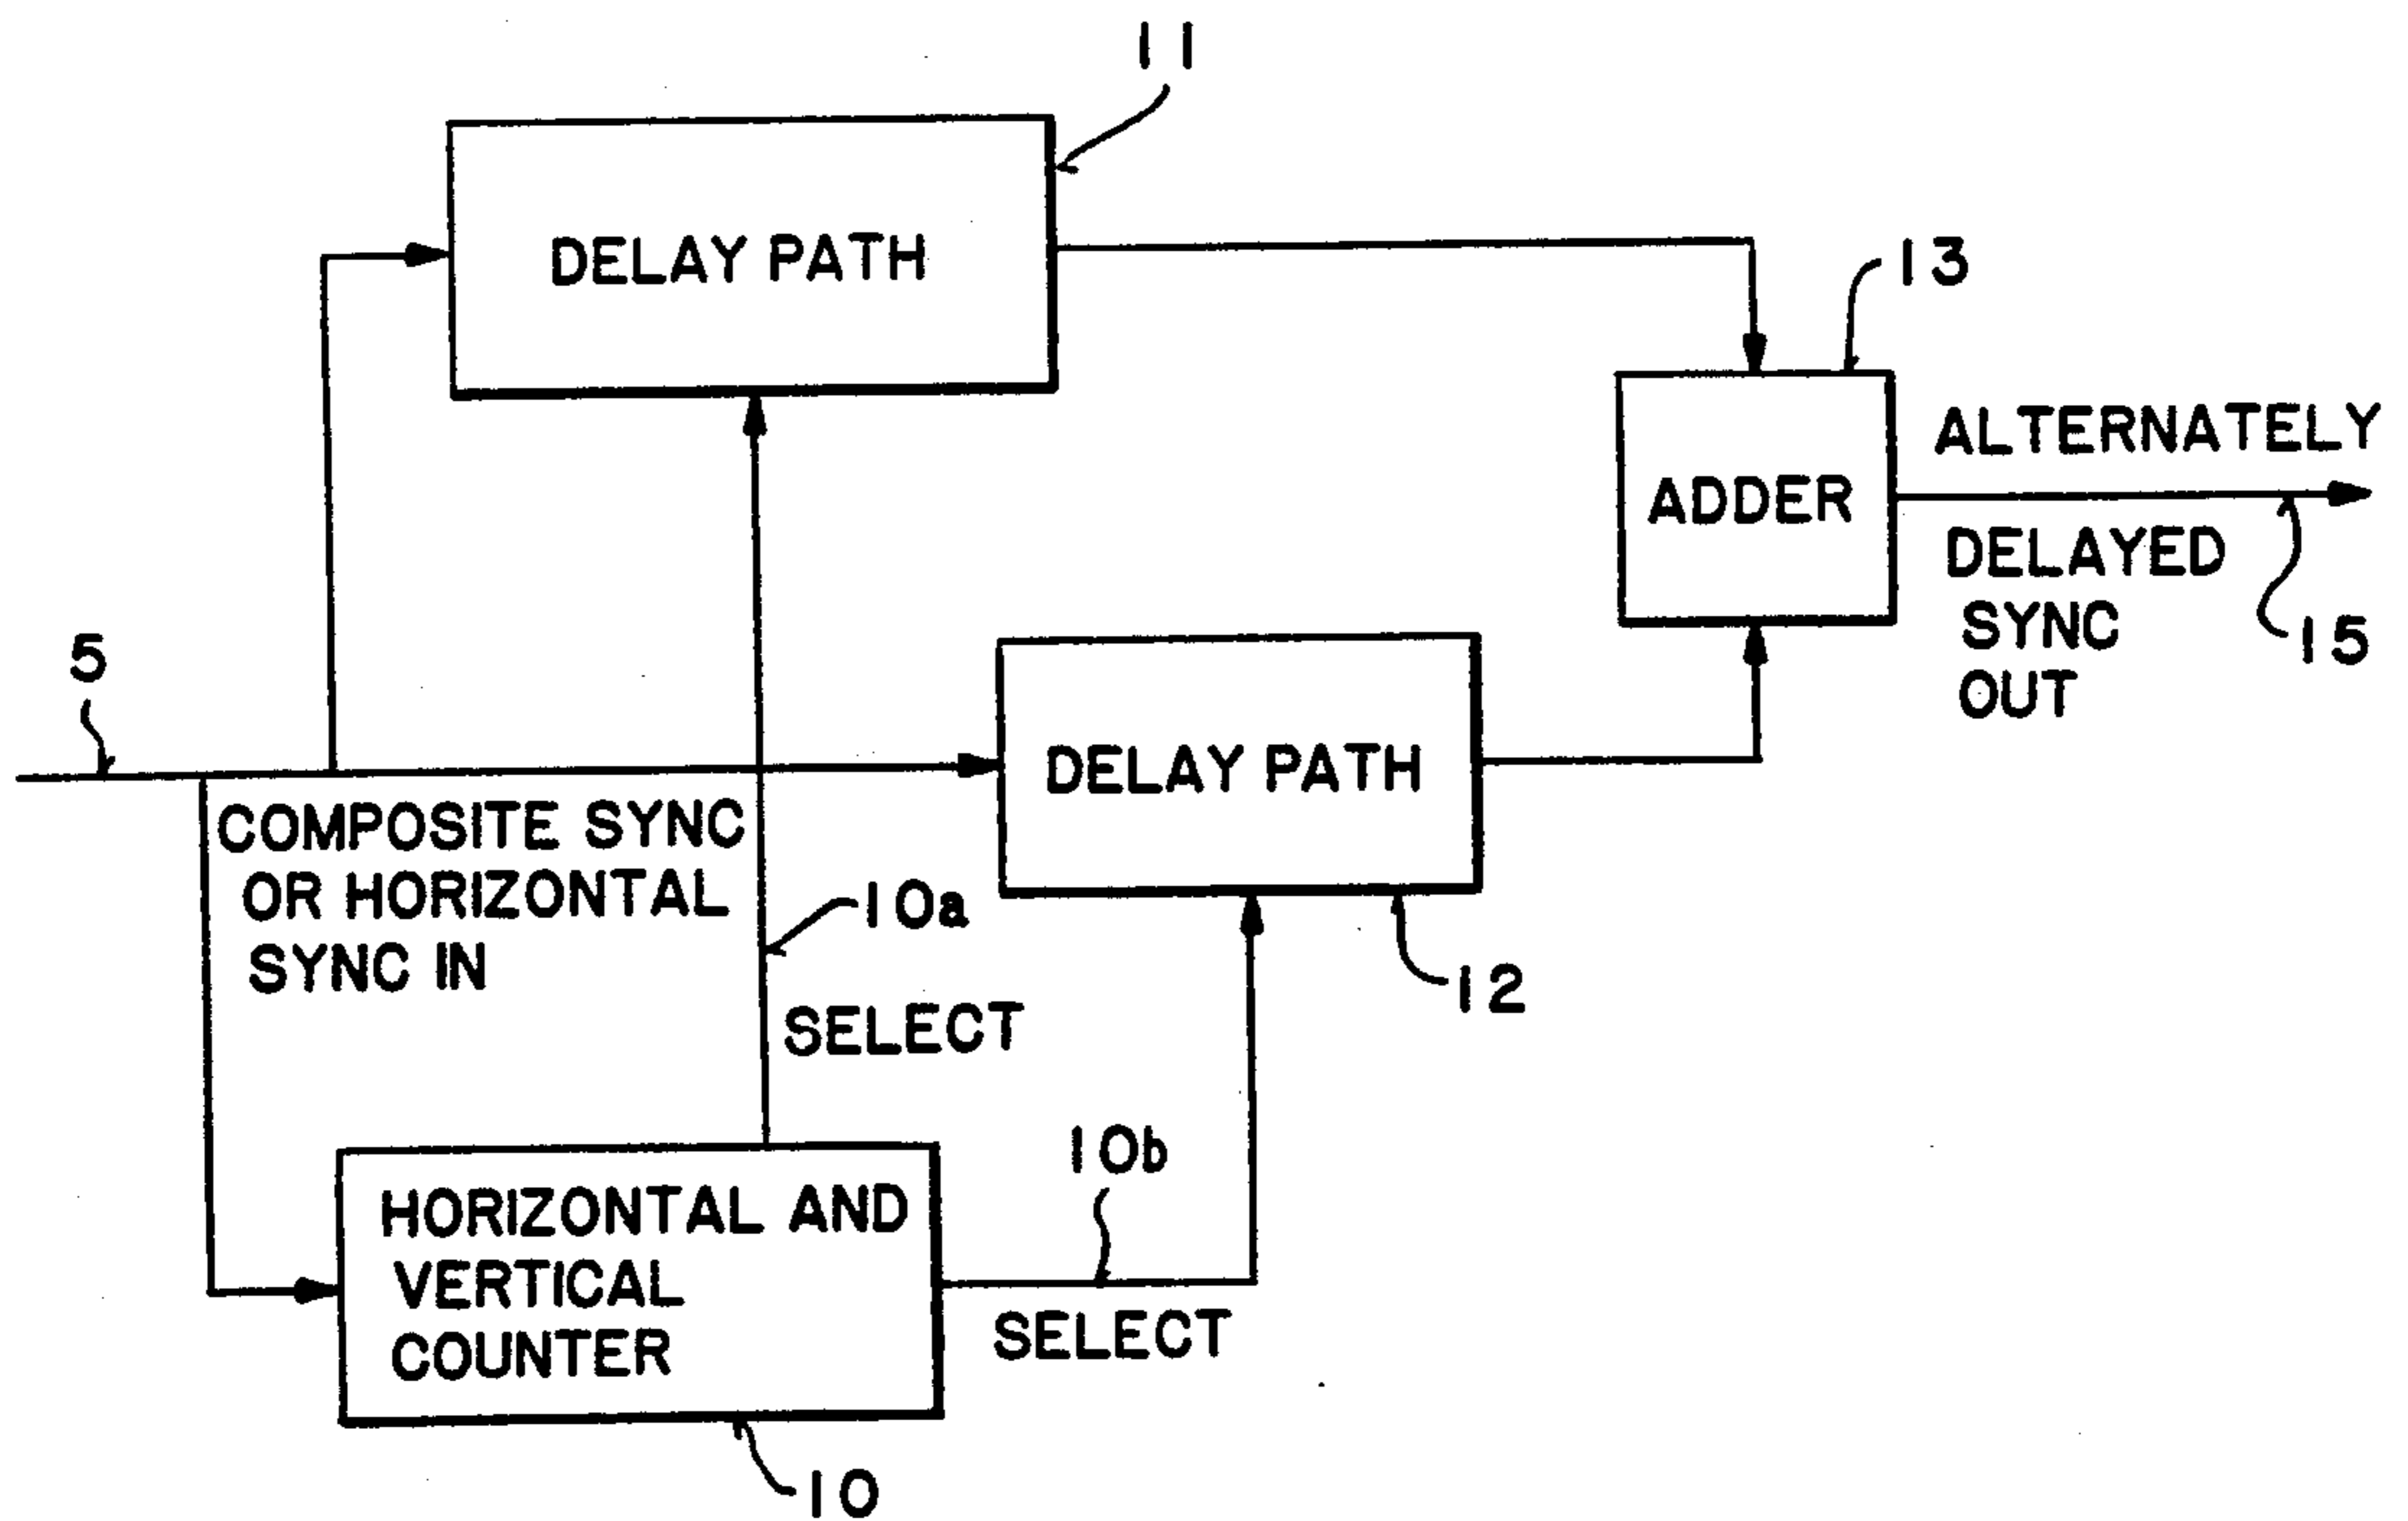 11
DELAY PATH
13
ADDER
ALTERNATELY
DELAYED
SYNC
OUT
15
5
DELAY PATH
COMPOSITE SYNC
OR HORIZONTAL
SYNC IN
10a
SELECT
12
10b
HORIZONTAL AND
VERTICAL
COUNTER
SELECT
10